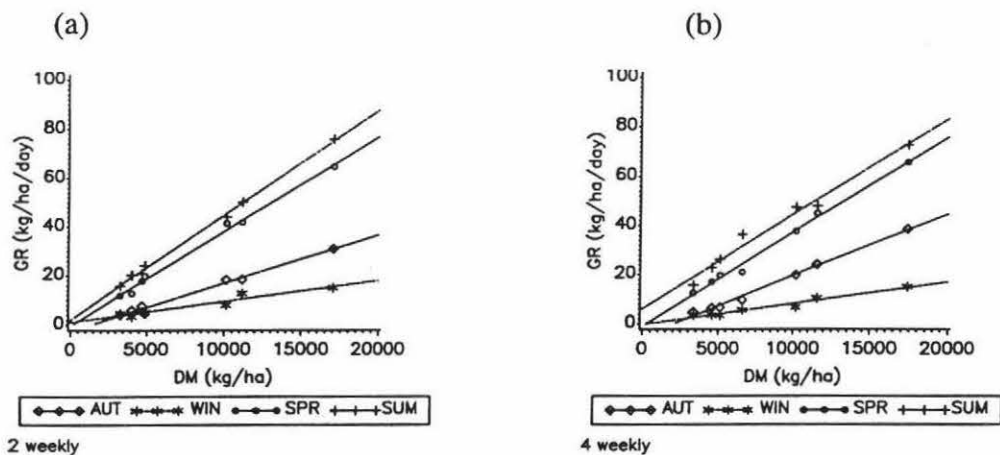 (a)
100
80
60
40
20
0
GR (kg/ha/day)
0 5000 10000 15000 20000
DM (kg/ha)
AUT WIN SPR SUM
2 weekly
(b)
100
80
60
40
20
0
GR (kg/ha/day)
0 5000 10000 15000 20000
DM (kg/ha)
AUT WIN SPR SUM
4 weekly